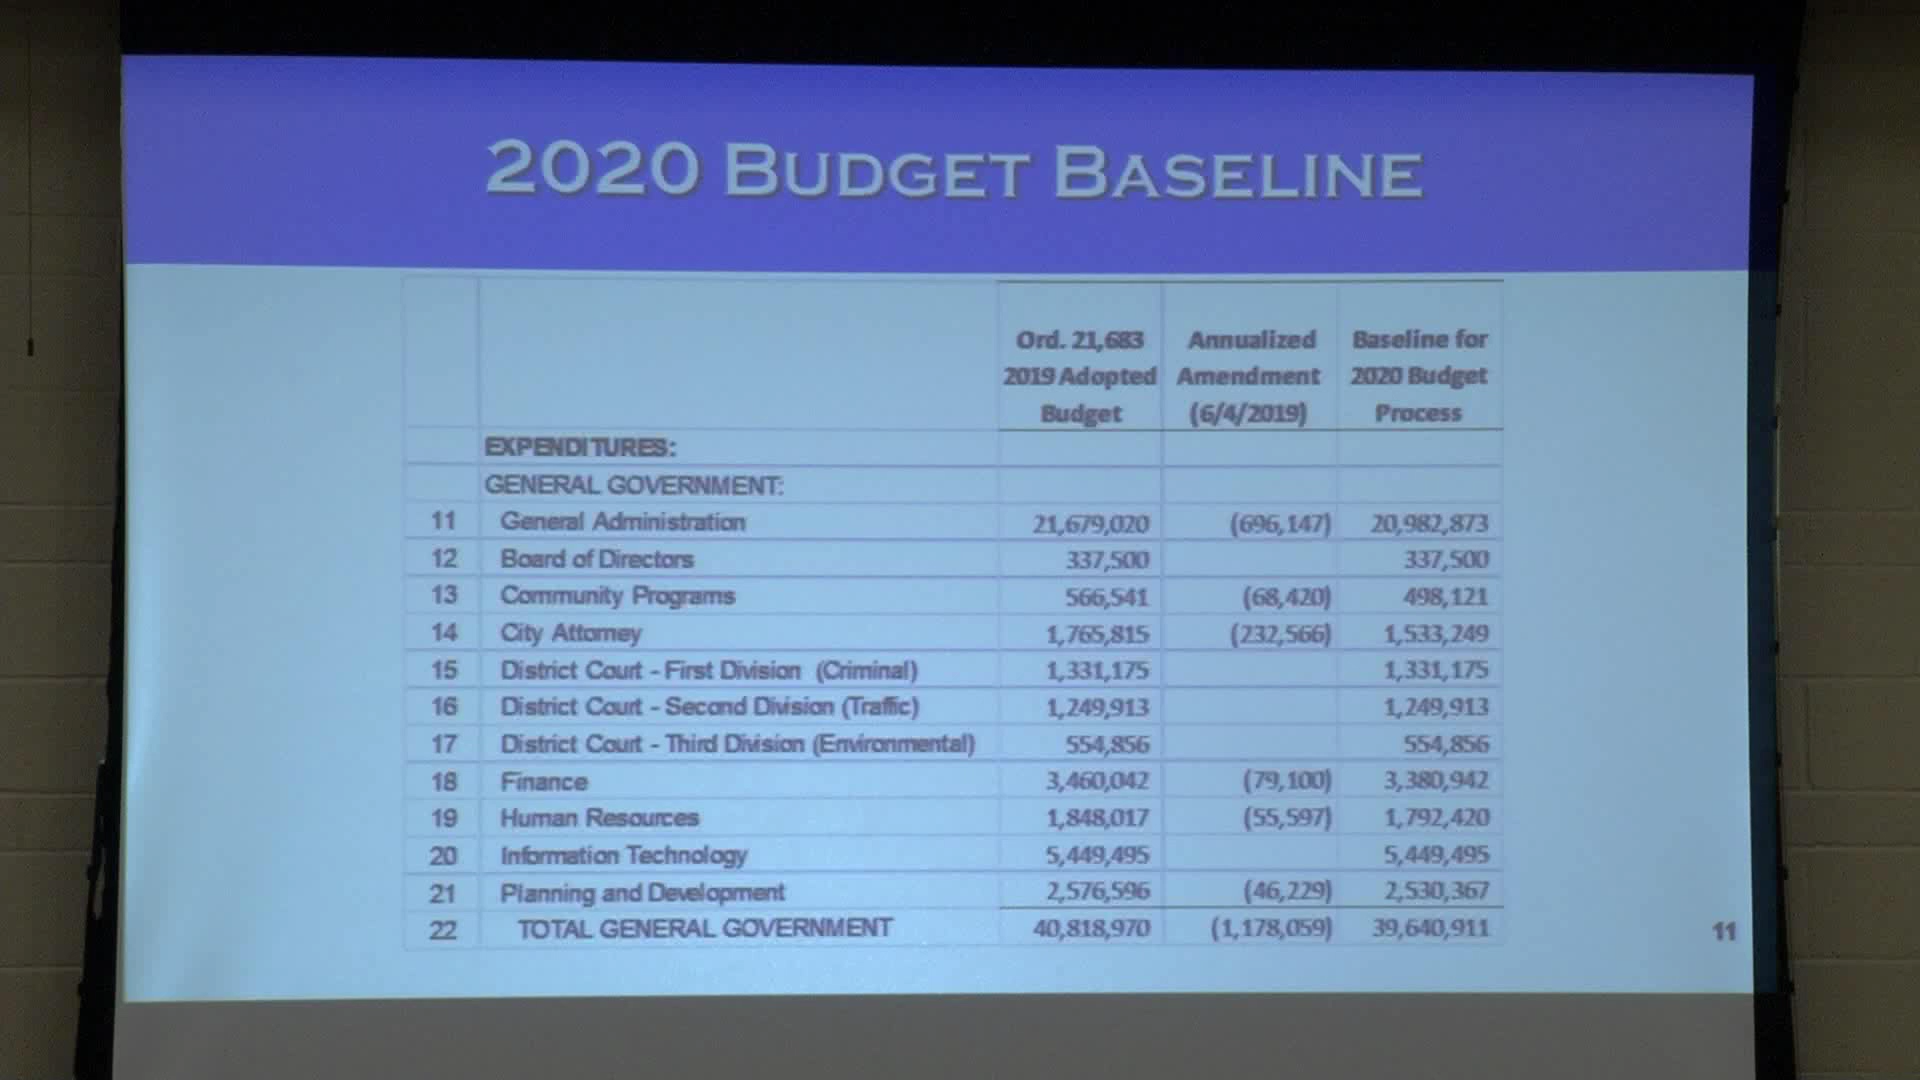 2020 BUDGET BASELINE
Ord. 21,683 Annualized Baseline for
2019 Adopted Amendment 2020 Budget
Budget (6/4/2019) Process
EXPENDITURES:
GENERAL GOVERNMENT:
11 General Administration 21,679,020 (696,147) 20,982,873
12 Board of Directors 337,500 337,500
13 Community Programs 566,541 (68,420) 498,121
14 City Attorney 1,765,815 (232,566) 1,533,249
15 District Court - First Division (Criminal) 1,331,175 1,331,175
16 District Court - Second Division (Traffic) 1,249,913 1,249,913
17 District Court - Third Division (Environmental) 554,856 554,856
18 Finance 3,460,042 (79,100) 3,380,942
19 Human Resources 1,848,017 (55,597) 1,792,420
20 Information Technology 5,449,495 5,449,495
21 Planning and Development 2,576,596 (46,229) 2,530,367
22 TOTAL GENERAL GOVERNMENT 40,818,970 (1,178,059) 39,640,911
11